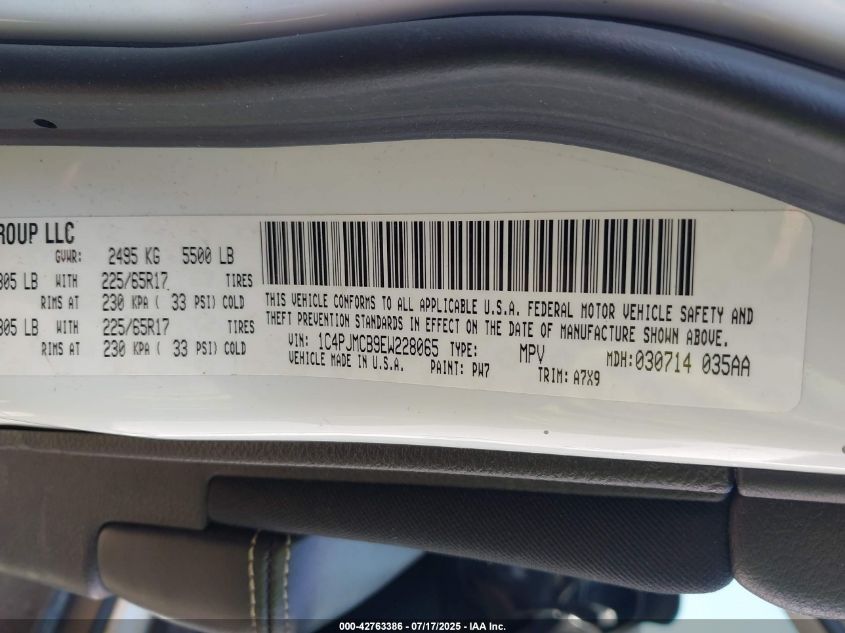 ROUP LLC
GVWR: 2495 KG 5500 LB
805 LB WITH 225/65R17 TIRES
RIMS AT 230 KPA ( 33 PSI) COLD
805 LB WITH 225/65R17 TIRES
RIMS AT 230 KPA ( 33 PSI) COLD
THIS VEHICLE CONFORMS TO ALL APPLICABLE U.S.A. FEDERAL MOTOR VEHICLE SAFETY AND
THEFT PREVENTION STANDARDS IN EFFECT ON THE DATE OF MANUFACTURE SHOWN ABOVE.
VIN: 1C4PJMCB9EW228065 TYPE: MPV MDH:030714 035AA
VEHICLE MADE IN U.S.A. PAINT: PW7 TRIM: A7X9
000-42763386 - 07/17/2025 - IAA Inc.